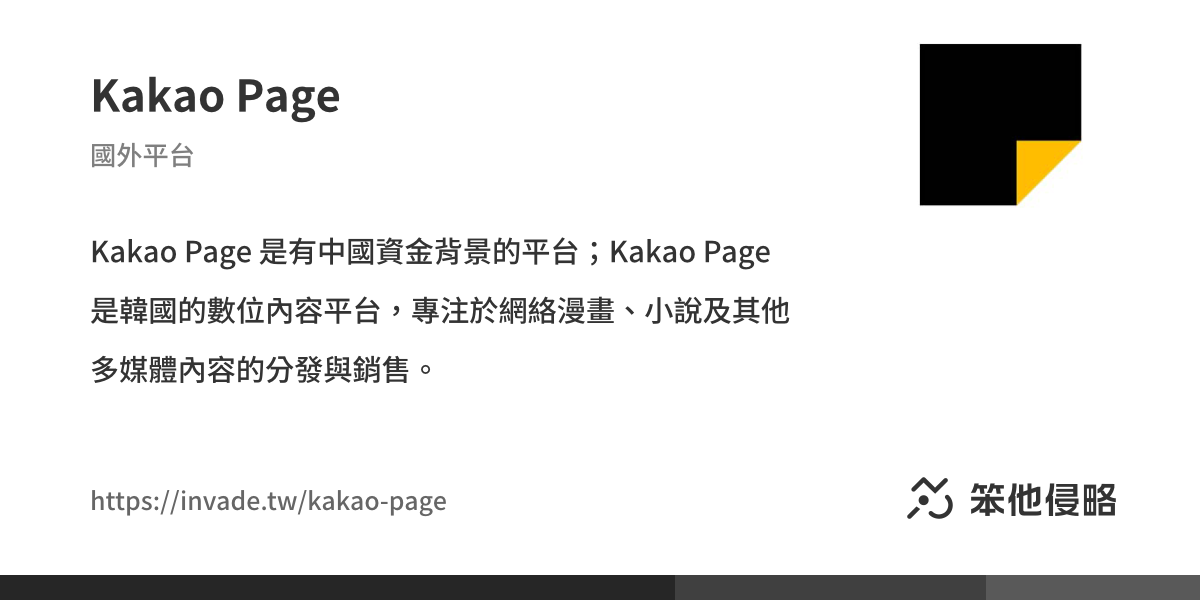 Kakao Page
國外平台
Kakao Page 是有中國資金背景的平台；Kakao Page
是韓國的數位內容平台，專注於網絡漫畫、小說及其他
多媒體內容的分發與銷售。
https://invade.tw/kakao-page
笨他侵略